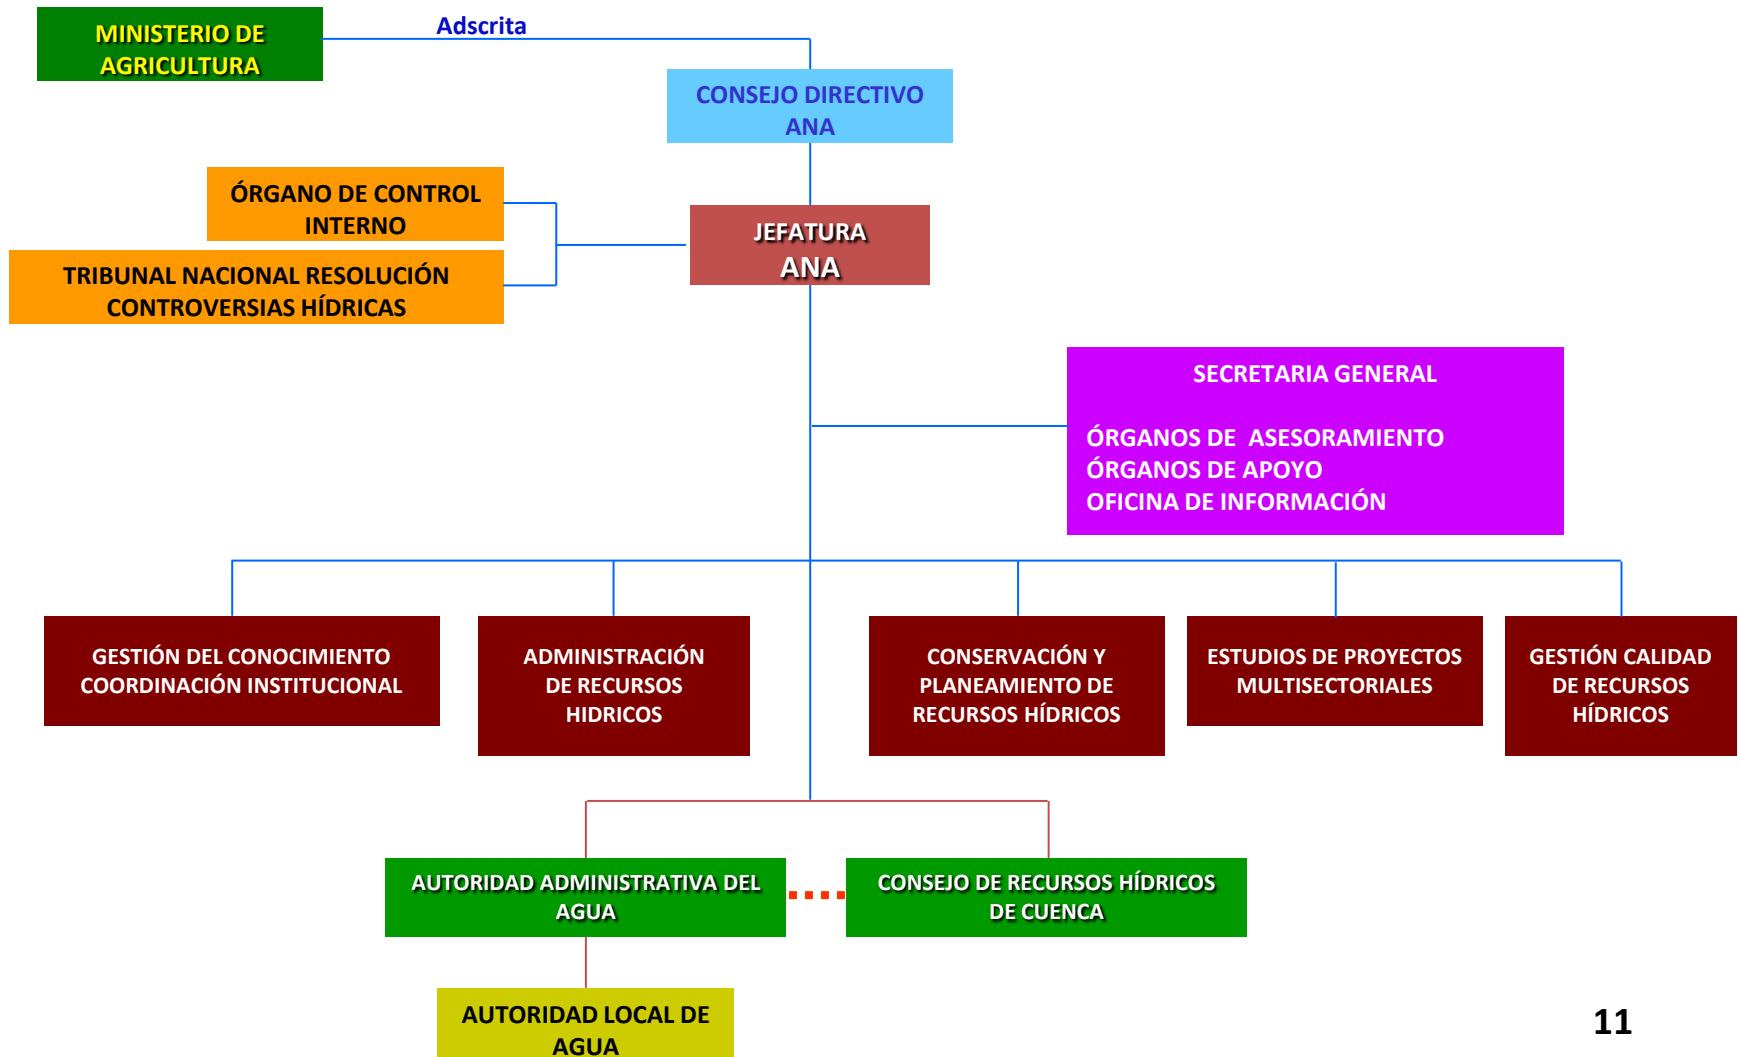 MINISTERIO DE
AGRICULTURA
Adscrita
CONSEJO DIRECTIVO
ANA
ÓRGANO DE CONTROL
INTERNO
TRIBUNAL NACIONAL RESOLUCIÓN
CONTROVERSIAS HÍDRICAS
JEFATURA
ANA
SECRETARIA GENERAL
ÓRGANOS DE ASESORAMIENTO
ÓRGANOS DE APOYO
OFICINA DE INFORMACIÓN
GESTIÓN DEL CONOCIMIENTO
COORDINACIÓN INSTITUCIONAL
ADMINISTRACIÓN
DE RECURSOS
HIDRICOS
CONSERVACIÓN Y
PLANEAMIENTO DE
RECURSOS HÍDRICOS
ESTUDIOS DE PROYECTOS
MULTISECTORIALES
GESTIÓN CALIDAD
DE RECURSOS
HÍDRICOS
AUTORIDAD ADMINISTRATIVA DEL
AGUA
CONSEJO DE RECURSOS HÍDRICOS
DE CUENCA
AUTORIDAD LOCAL DE
AGUA
11